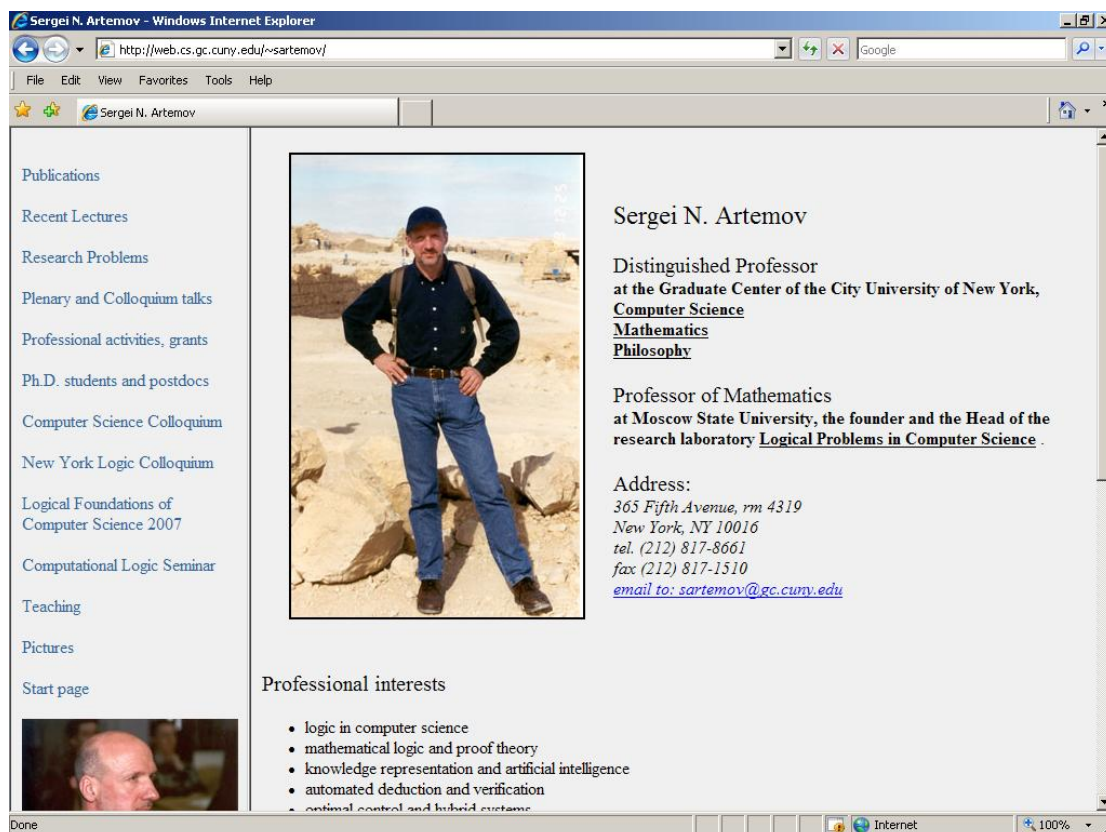 Sergei N. Artemov - Windows Internet Explorer
http://web.cs.gc.cuny.edu/~sartemov/
Google
File Edit View Favorites Tools Help
Sergei N. Artemov
Publications
Recent Lectures
Research Problems
Plenary and Colloquium talks
Professional activities, grants
Ph.D. students and postdocs
Computer Science Colloquium
New York Logic Colloquium
Logical Foundations of
Computer Science 2007
Computational Logic Seminar
Teaching
Pictures
Start page
Sergei N. Artemov
Distinguished Professor
at the Graduate Center of the City University of New York,
Computer Science
Mathematics
Philosophy
Professor of Mathematics
at Moscow State University, the founder and the Head of the
research laboratory Logical Problems in Computer Science .
Address:
365 Fifth Avenue, rm 4319
New York, NY 10016
tel. (212) 817-8661
fax (212) 817-1510
email to: sartemov@gc.cuny.edu
Professional interests
• logic in computer science
• mathematical logic and proof theory
• knowledge representation and artificial intelligence
• automated deduction and verification
• optimal control and hybrid systems
Done
Internet
100%